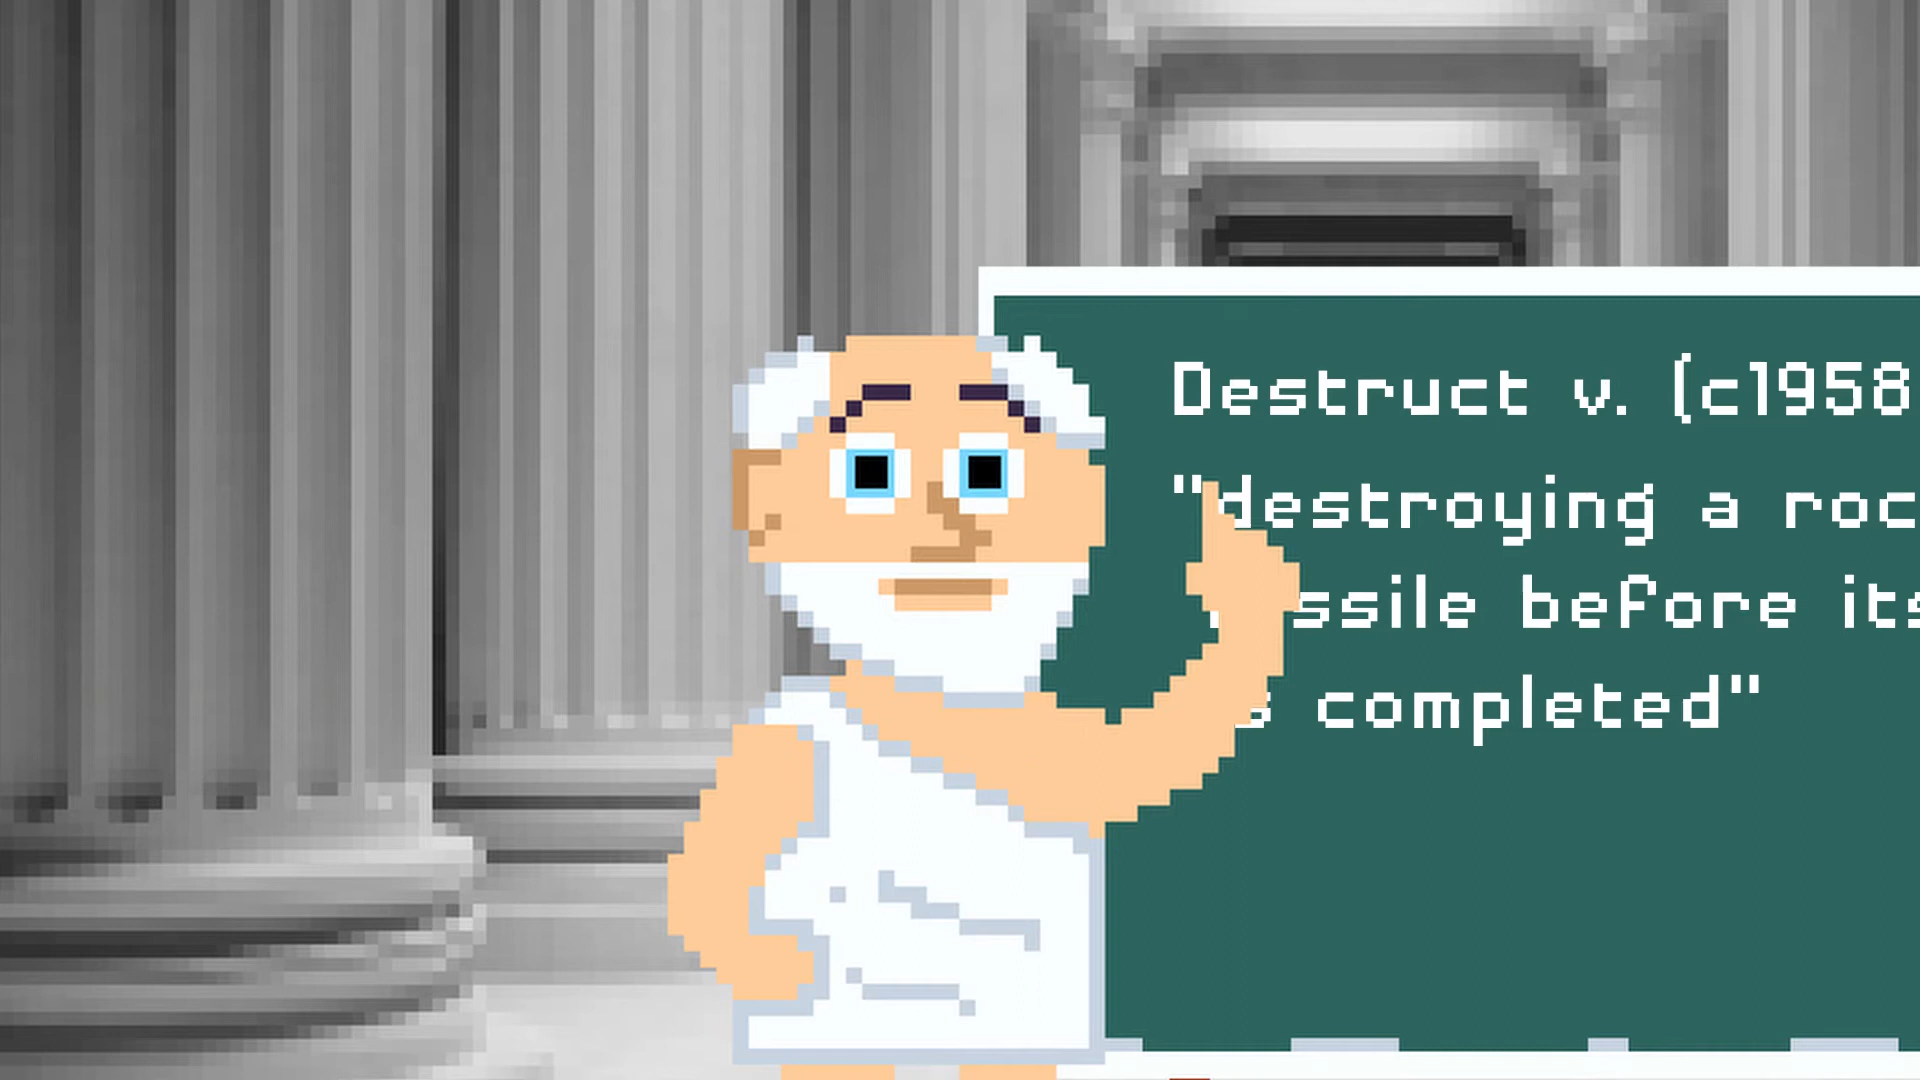 Destruct v. (c1958
"destroying a roc
ssile before its
completed"